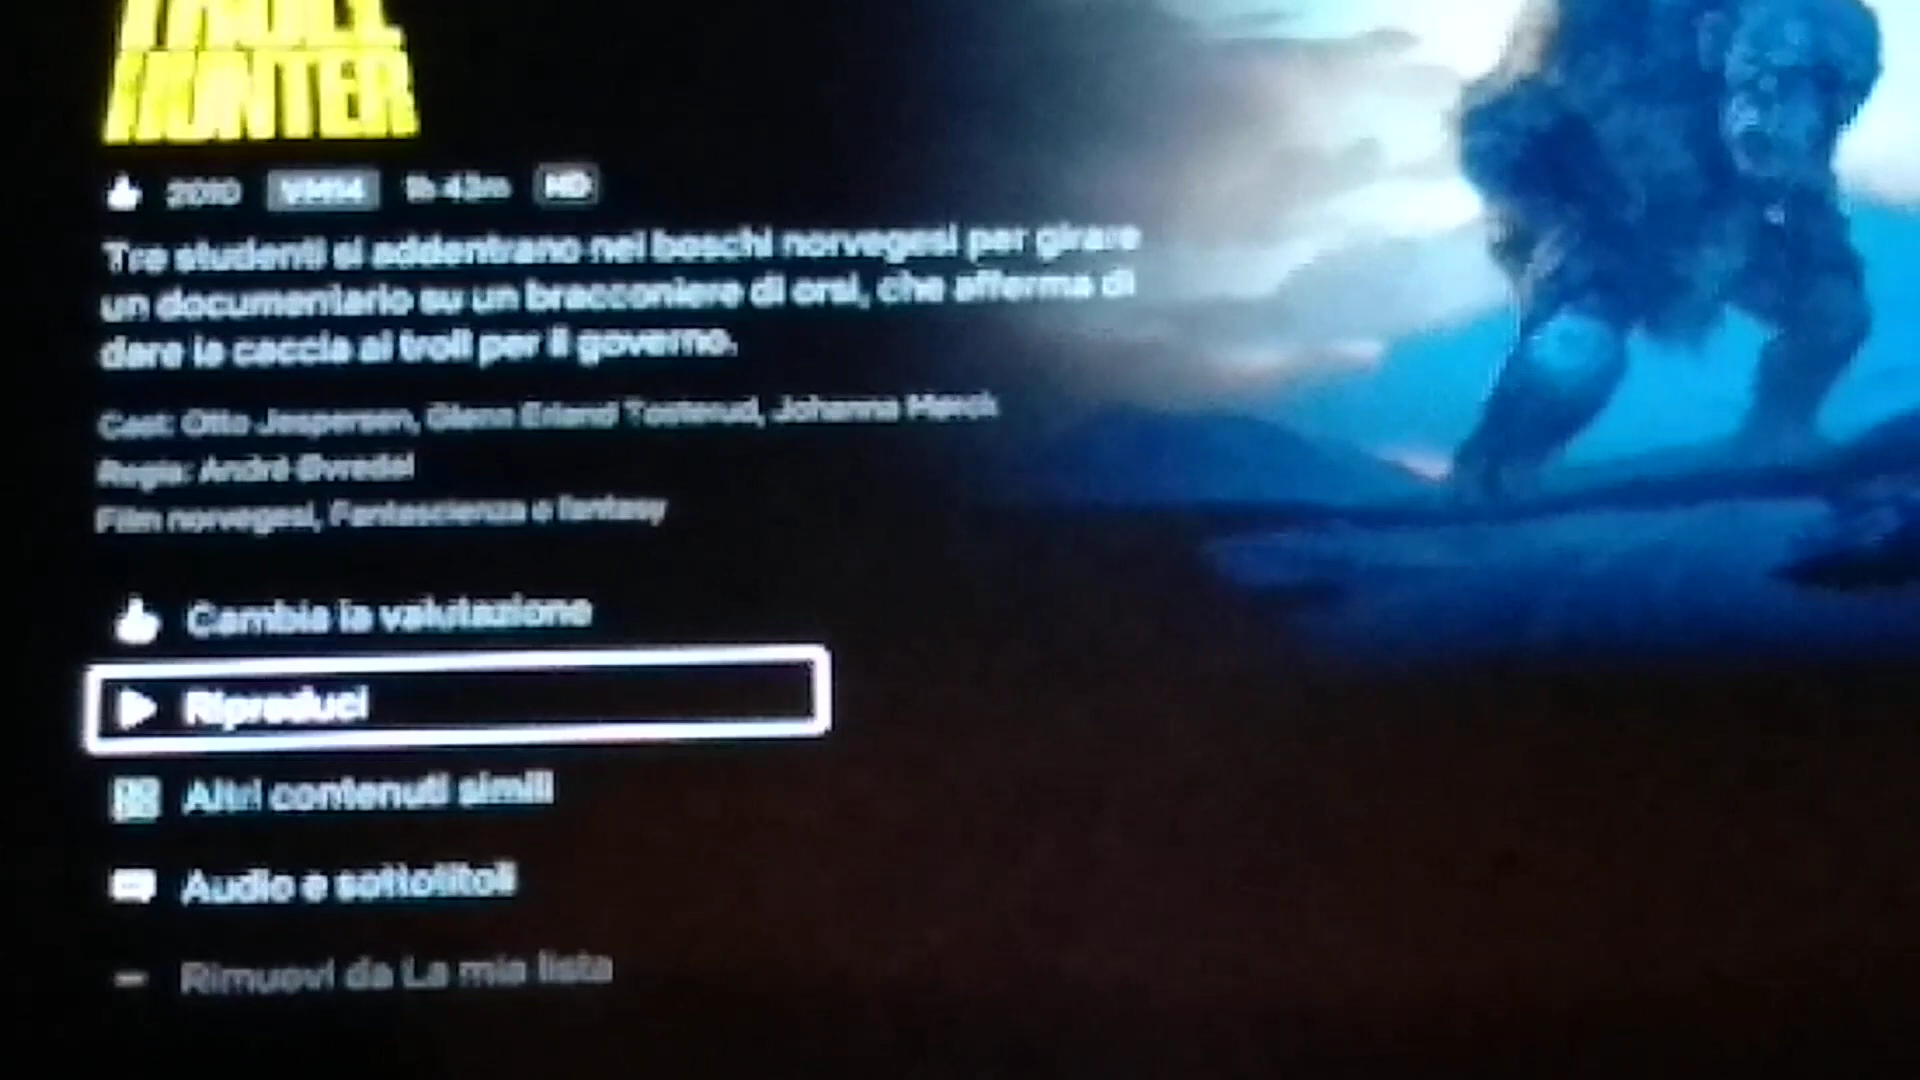 TROLL
HUNTER
2010 VM14 1h 43m HD
Tre studenti si addentrano nei boschi norvegesi per girare
un documentario su un bracconiere di orsi, che afferma di
dare la caccia ai troll per il governo.
Cast: Otto Jespersen, Glenn Erland Tosterud, Johanna Mørck
Regia: André Øvredal
Film norvegesi, Fantascienza e fantasy
Cambia la valutazione
Riproduci
Altri contenuti simili
Audio e sottotitoli
Rimuovi da La mia lista